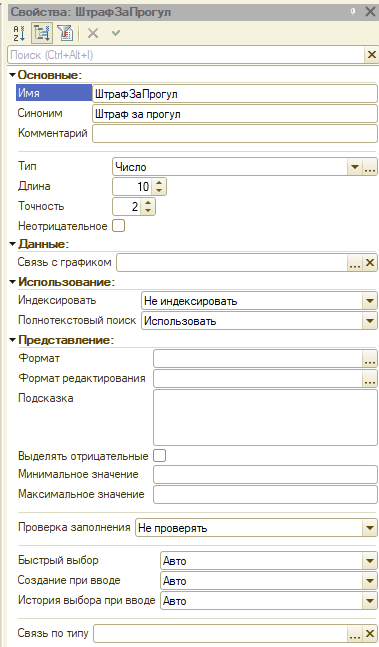 Свойства: ШтрафЗаПрогул
Поиск (Ctrl+Alt+I)
Основные:
Имя ШтрафЗаПрогул
Синоним Штраф за прогул
Комментарий
Тип Число
Длина 10
Точность 2
Неотрицательное
Данные:
Связь с графиком
Использование:
Индексировать Не индексировать
Полнотекстовый поиск Использовать
Представление:
Формат
Формат редактирования
Подсказка
Выделять отрицательные
Минимальное значение
Максимальное значение
Проверка заполнения Не проверять
Быстрый выбор Авто
Создание при вводе Авто
История выбора при вводе Авто
Связь по типу